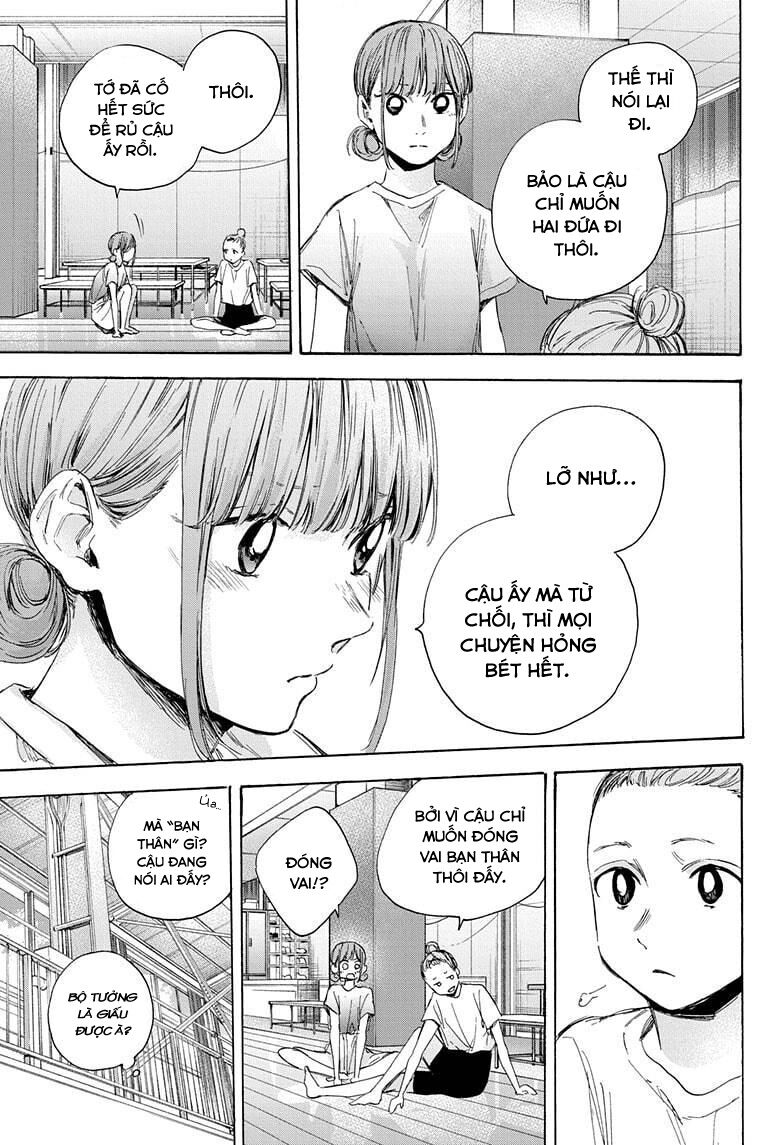 THẾ THÌ
NÓI LẠI
ĐI.
BẢO LÀ CẬU
CHỈ MUỐN
HAI ĐỨA ĐI
THÔI.
THÔI.
TỚ ĐÃ CỐ
HẾT SỨC
ĐỂ RỦ CẬU
ẤY RỒI.
LỠ NHƯ...
CẬU ẤY MÀ TỪ
CHỐI, THÌ MỌI
CHUYỆN HỎNG
BÉT HẾT.
BỞI VÌ CẬU CHỈ
MUỐN ĐÓNG
VAI BẠN THÂN
THÔI ĐẤY.
ĐÓNG
VAI!?
Úa...
MÀ "BẠN
THÂN" GÌ?
CẬU ĐANG
NÓI AI ĐẤY?
BỘ TƯỞNG
LÀ GIẤU
ĐƯỢC À?